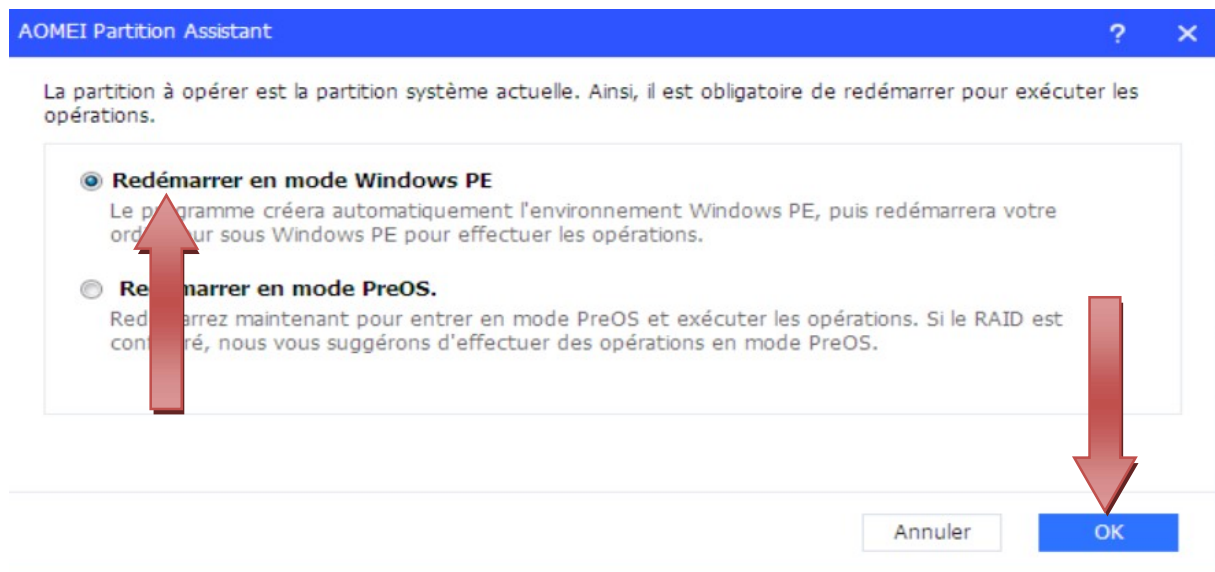 AOMEI Partition Assistant
La partition à opérer est la partition système actuelle. Ainsi, il est obligatoire de redémarrer pour exécuter les
opérations.
Redémarrer en mode Windows PE
Le programme créera automatiquement l'environnement Windows PE, puis redémarrera votre
sous Windows PE pour effectuer les opérations.
Redémarrer en mode PreOS.
Redémarrez maintenant pour entrer en mode PreOS et exécuter les opérations. Si le RAID est
nous vous suggérons d'effectuer des opérations en mode PreOS.
Annuler
OK